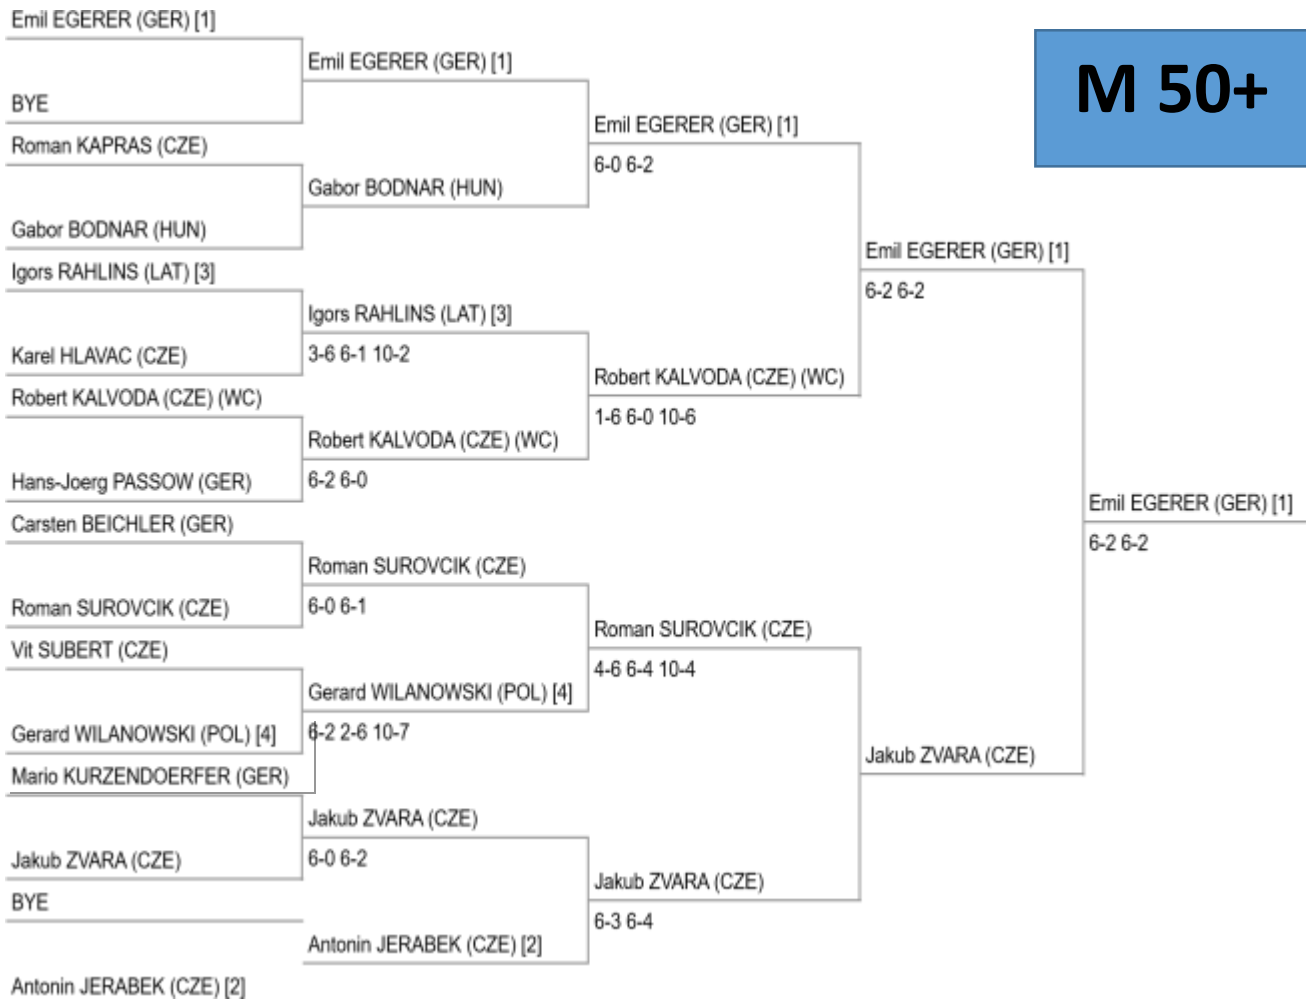 Emil EGERER (GER) [1]
BYE
Roman KAPRAS (CZE)
Gabor BODNAR (HUN)
Igors RAHLINS (LAT) [3]
Karel HLAVAC (CZE)
Robert KALVODA (CZE) (WC)
Hans-Joerg PASSOW (GER)
Carsten BEICHLER (GER)
Roman SUROVCIK (CZE)
Vit SUBERT (CZE)
Gerard WILANOWSKI (POL) [4]
Mario KURZENDOERFER (GER)
Jakub ZVARA (CZE)
BYE
Antonin JERABEK (CZE) [2]
Emil EGERER (GER) [1]
Gabor BODNAR (HUN)
Igors RAHLINS (LAT) [3]
3-6 6-1 10-2
Robert KALVODA (CZE) (WC)
6-2 6-0
Roman SUROVCIK (CZE)
6-0 6-1
Gerard WILANOWSKI (POL) [4]
6-2 2-6 10-7
Jakub ZVARA (CZE)
6-0 6-2
Antonin JERABEK (CZE) [2]
Emil EGERER (GER) [1]
6-0 6-2
Robert KALVODA (CZE) (WC)
1-6 6-0 10-6
Roman SUROVCIK (CZE)
4-6 6-4 10-4
Jakub ZVARA (CZE)
6-3 6-4
Emil EGERER (GER) [1]
6-2 6-2
Jakub ZVARA (CZE)
Emil EGERER (GER) [1]
6-2 6-2
M 50+